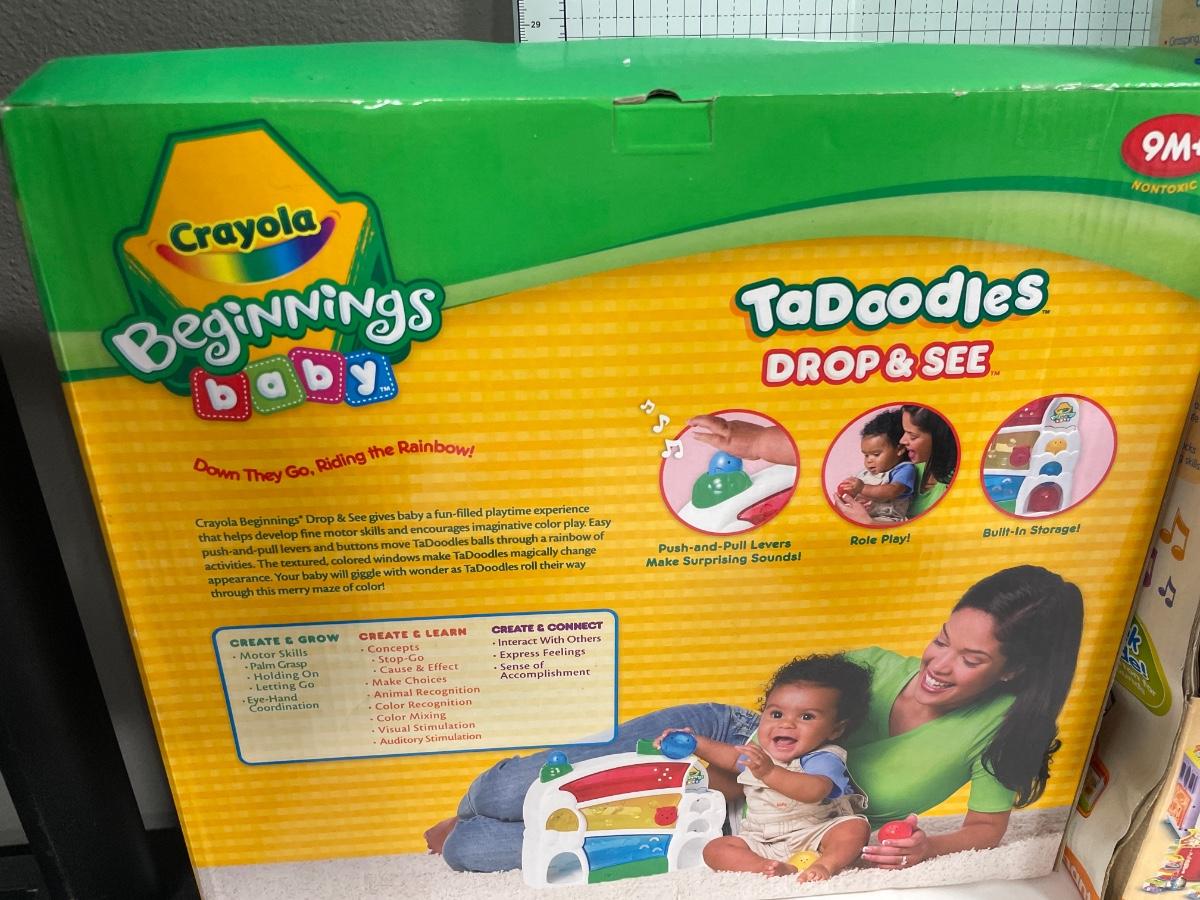 29
Grasping,
9M+
NONTOXIC
Crayola
Beginnings
baby™
TaDoodles™
DROP & SEE™
Down They Go, Riding the Rainbow!
Crayola Beginnings® Drop & See gives baby a fun-filled playtime experience
that helps develop fine motor skills and encourages imaginative color play. Easy
push-and-pull levers and buttons move TaDoodles balls through a rainbow of
activities. The textured, colored windows make TaDoodles magically change
appearance. Your baby will giggle with wonder as TaDoodles roll their way
through this merry maze of color!
Push-and-Pull Levers
Make Surprising Sounds!
Role Play!
Built-In Storage!
CREATE & GROW
• Motor Skills
• Palm Grasp
• Holding On
• Letting Go
• Eye-Hand
Coordination
CREATE & LEARN
• Concepts
• Stop-Go
• Cause & Effect
• Make Choices
• Animal Recognition
• Color Recognition
• Color Mixing
• Visual Stimulation
• Auditory Stimulation
CREATE & CONNECT
• Interact With Others
• Express Feelings
• Sense of
Accomplishment